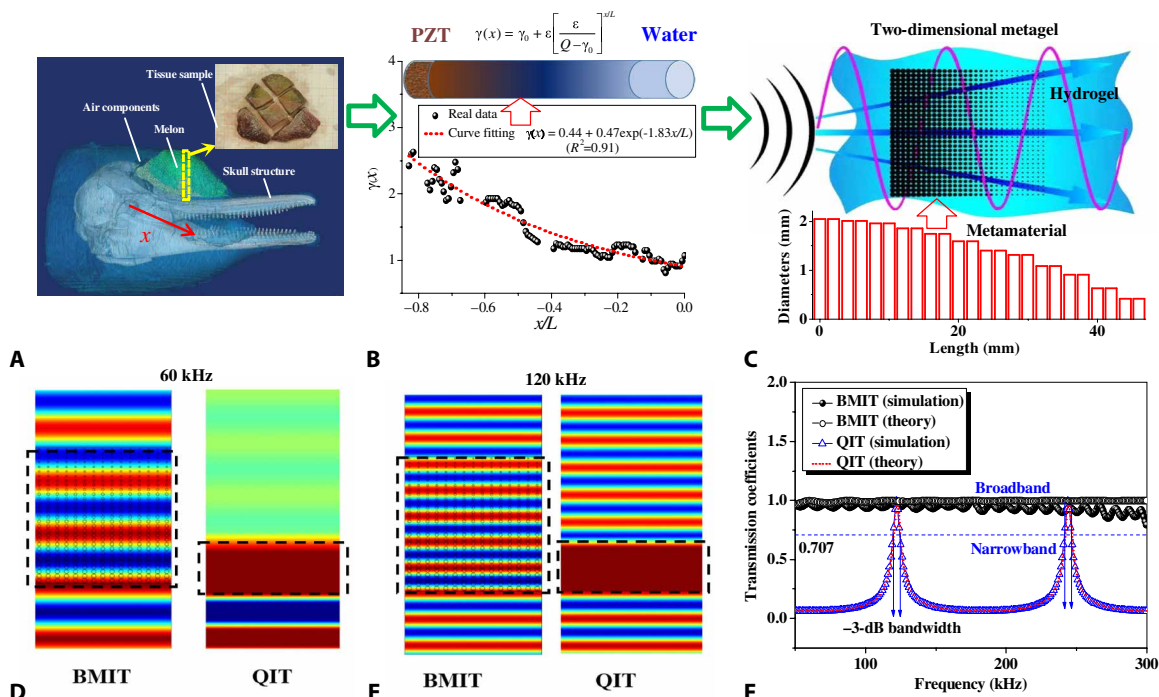 Tissue sample
Air components
Melon
Skull structure
x
A
PZT
γ(x) = γ₀ + ε[ε/(Q−γ₀)]^(x/L)
Water
Real data
Curve fitting γ(x) = 0.44 + 0.47exp(-1.83x/L)
(R²=0.91)
γ(x)
4
3
2
1
−0.8 −0.6 −0.4 −0.2 0.0
x/L
B
Two-dimensional metagel
Hydrogel
Metamaterial
Diameters (mm)
2
1
0
0 20 40
Length (mm)
C
60 kHz
BMIT QIT
D
120 kHz
BMIT QIT
E
BMIT (simulation)
BMIT (theory)
QIT (simulation)
QIT (theory)
Broadband
0.707
Narrowband
−3-dB bandwidth
Transmission coefficients
2.0
1.5
1.0
0.5
0.0
100 200 300
Frequency (kHz)